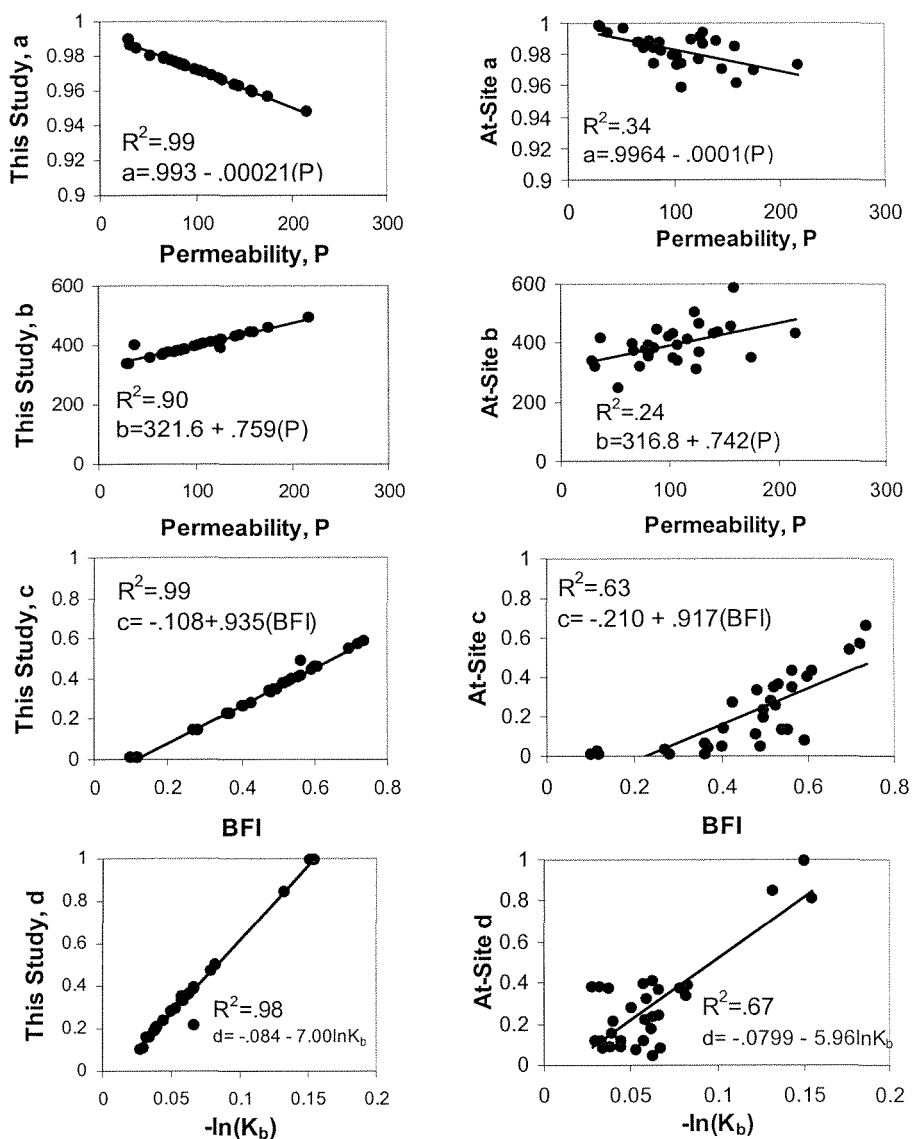 This Study, a
1
0.98
0.96
0.94
0.92
0.9
R²=.99
a=.993 - .00021(P)
0 100 200 300
Permeability, P
At-Site a
1
0.98
0.96
0.94
0.92
0.9
R²=.34
a=.9964 - .0001(P)
0 100 200 300
Permeability, P
This Study, b
600
400
200
0
R²=.90
b=321.6 + .759(P)
0 100 200 300
Permeability, P
At-Site b
600
400
200
0
R²=.24
b=316.8 + .742(P)
0 100 200 300
Permeability, P
This Study, c
1
0.8
0.6
0.4
0.2
0
R²=.99
c= -.108+.935(BFI)
0 0.2 0.4 0.6 0.8
BFI
At-Site c
1
0.8
0.6
0.4
0.2
0
R²=.63
c= -.210 + .917(BFI)
0 0.2 0.4 0.6 0.8
BFI
This Study, d
1
0.8
0.6
0.4
0.2
0
R²=.98
d= -.084 - 7.00lnK_b
0 0.05 0.1 0.15 0.2
-ln(K_b)
At-Site d
1
0.8
0.6
0.4
0.2
0
R²=.67
d= -.0799 - 5.96lnK_b
0 0.05 0.1 0.15 0.2
-ln(K_b)